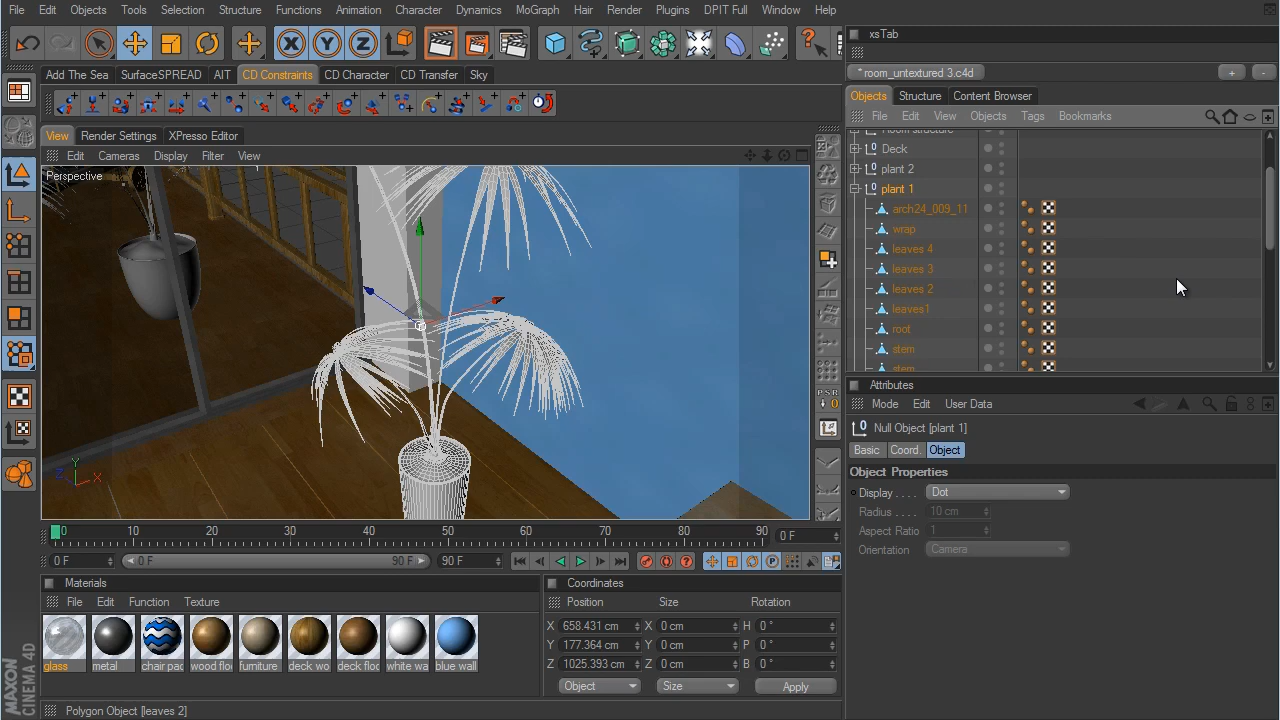 File Edit Objects Tools Selection Structure Functions Animation Character Dynamics MoGraph Hair Render Plugins DPIT Full Window Help
xsTab
Add The Sea SurfaceSPREAD AIT CD Constraints CD Character CD Transfer Sky
* room_untextured 3.c4d
Objects Structure Content Browser
File Edit View Objects Tags Bookmarks
View Render Settings XPresso Editor
Edit Cameras Display Filter View
Perspective
Room structure
Deck
plant 2
plant 1
arch24_009_11
wrap
leaves 4
leaves 3
leaves 2
leaves1
root
stem
stem
Y
Z X
Attributes
Mode Edit User Data
Null Object [plant 1]
Basic Coord. Object
Object Properties
Display . . . . Dot
Radius . . . . 10 cm
Aspect Ratio 1
Orientation Camera
PSR
0
0 10 20 30 40 50 60 70 80 90 0 F
0 F 0 F 90 F 90 F
Materials
File Edit Function Texture
glass metal chair pac wood floo furniture deck wo deck floo white wa blue wall
Coordinates
Position Size Rotation
X 658.431 cm X 0 cm H 0 °
Y 177.364 cm Y 0 cm P 0 °
Z 1025.393 cm Z 0 cm B 0 °
Object Size Apply
MAXON
CINEMA 4D
Polygon Object [leaves 2]